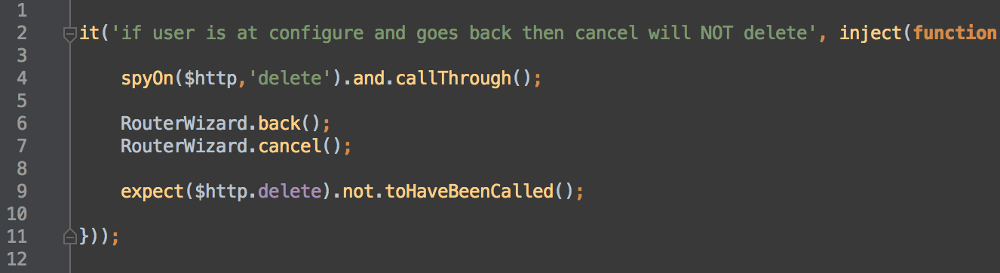 1
2 it('if user is at configure and goes back then cancel will NOT delete', inject(function
3
4 spyOn($http,'delete').and.callThrough();
5
6 RouterWizard.back();
7 RouterWizard.cancel();
8
9 expect($http.delete).not.toHaveBeenCalled();
10
11 }));
12